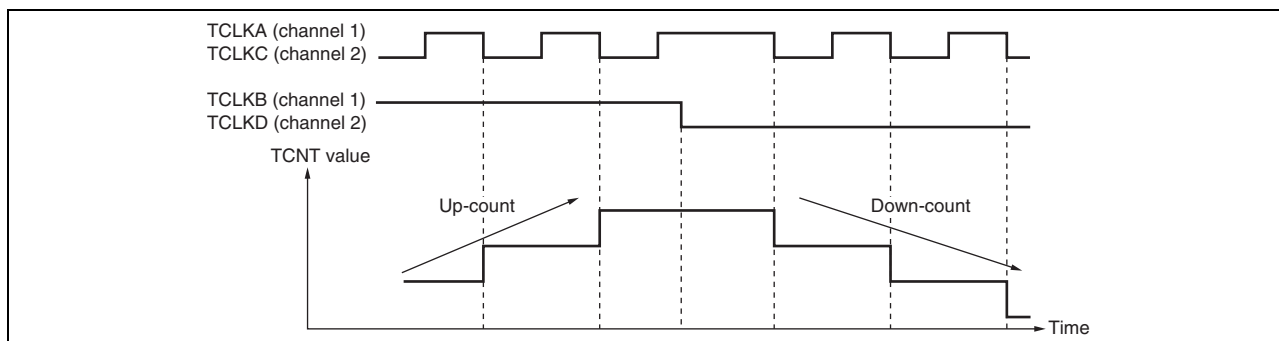 TCLKA (channel 1)
TCLKC (channel 2)
TCLKB (channel 1)
TCLKD (channel 2)
TCNT value
Up-count
Down-count
Time